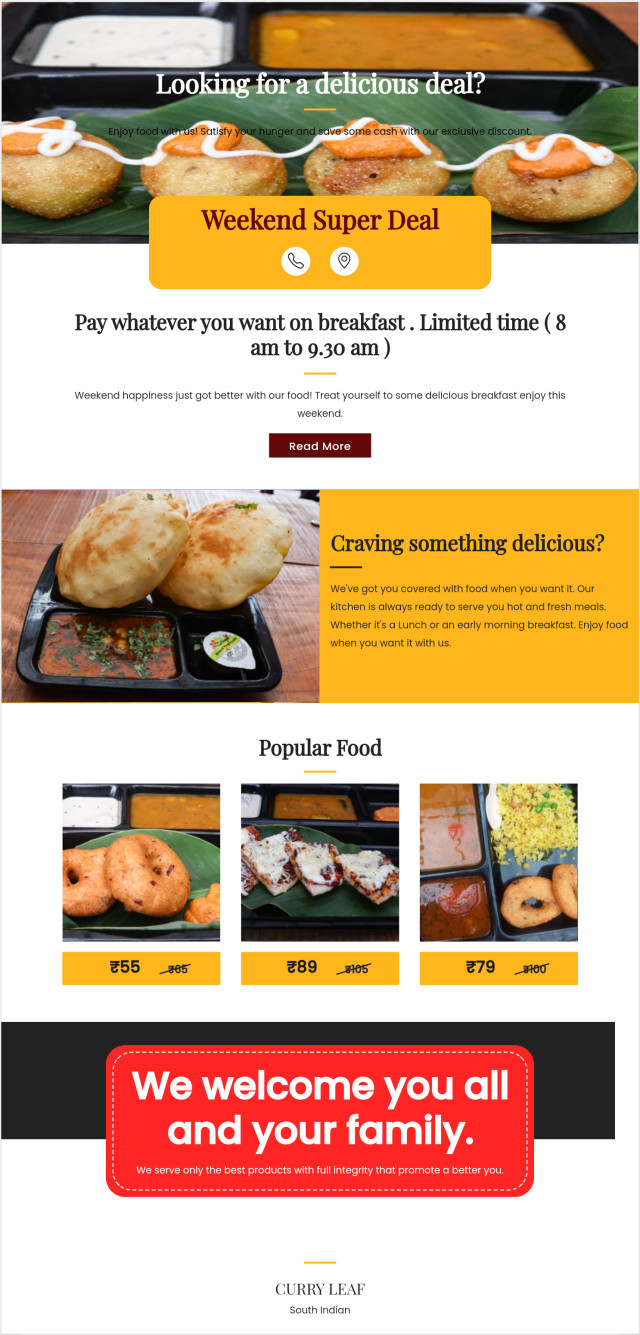 Looking for a delicious deal?
Enjoy food with us! Satisfy your hunger and save some cash with our exclusive discount.
Weekend Super Deal
Pay whatever you want on breakfast . Limited time ( 8
am to 9.30 am )
Weekend happiness just got better with our food! Treat yourself to some delicious breakfast enjoy this
weekend.
Read More
Craving something delicious?
We've got you covered with food when you want it. Our
kitchen is always ready to serve you hot and fresh meals.
Whether it's a Lunch or an early morning breakfast. Enjoy food
when you want it with us.
Popular Food
₹55 ₹65
₹89 ₹105
₹79 ₹100
We welcome you all
and your family.
We serve only the best products with full integrity that promote a better you.
CURRY LEAF
South Indian